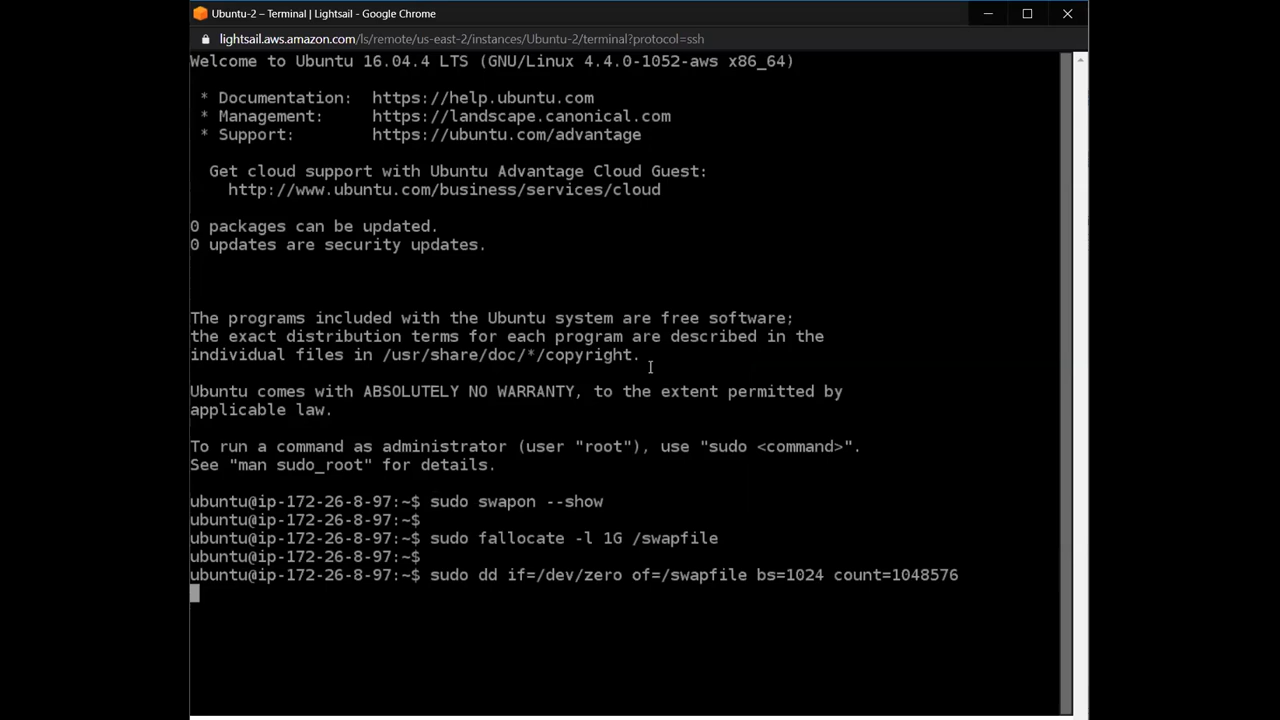 Ubuntu-2 – Terminal | Lightsail - Google Chrome
lightsail.aws.amazon.com/ls/remote/us-east-2/instances/Ubuntu-2/terminal?protocol=ssh
Welcome to Ubuntu 16.04.4 LTS (GNU/Linux 4.4.0-1052-aws x86_64)
* Documentation:  https://help.ubuntu.com
* Management:     https://landscape.canonical.com
* Support:        https://ubuntu.com/advantage
Get cloud support with Ubuntu Advantage Cloud Guest:
http://www.ubuntu.com/business/services/cloud
0 packages can be updated.
0 updates are security updates.
The programs included with the Ubuntu system are free software;
the exact distribution terms for each program are described in the
individual files in /usr/share/doc/*/copyright.
Ubuntu comes with ABSOLUTELY NO WARRANTY, to the extent permitted by
applicable law.
To run a command as administrator (user "root"), use "sudo <command>".
See "man sudo_root" for details.
ubuntu@ip-172-26-8-97:~$ sudo swapon --show
ubuntu@ip-172-26-8-97:~$
ubuntu@ip-172-26-8-97:~$ sudo fallocate -l 1G /swapfile
ubuntu@ip-172-26-8-97:~$
ubuntu@ip-172-26-8-97:~$ sudo dd if=/dev/zero of=/swapfile bs=1024 count=1048576